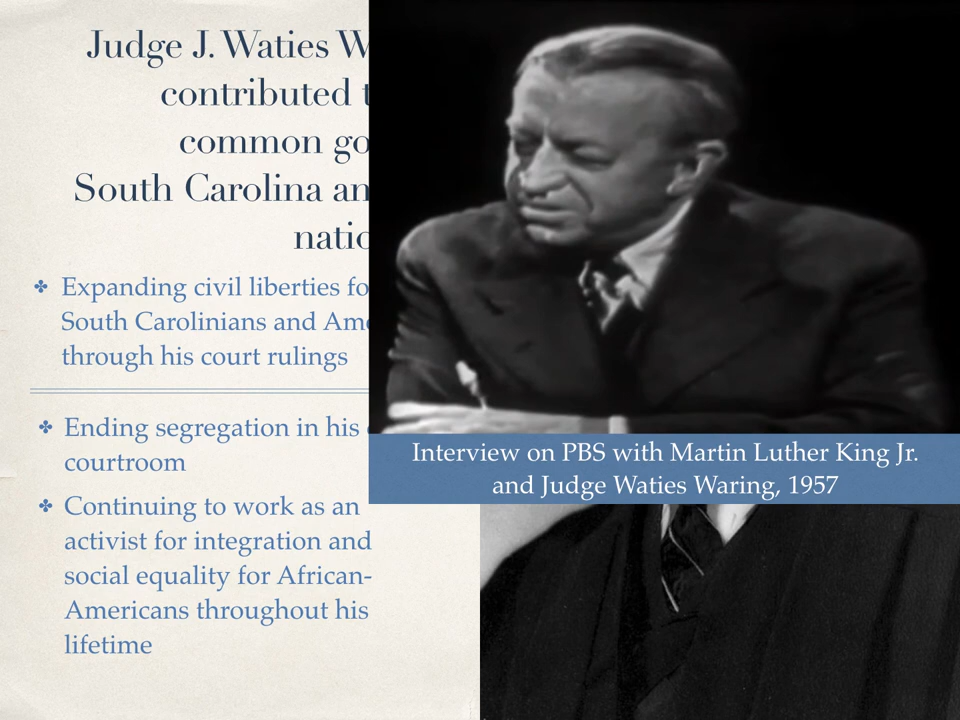 Judge J. Waties W
contributed t
common go
South Carolina an
natio
Expanding civil liberties fo
South Carolinians and Ame
through his court rulings
Ending segregation in his
courtroom
Continuing to work as an
activist for integration and
social equality for African-
Americans throughout his
lifetime
Interview on PBS with Martin Luther King Jr.
and Judge Waties Waring, 1957